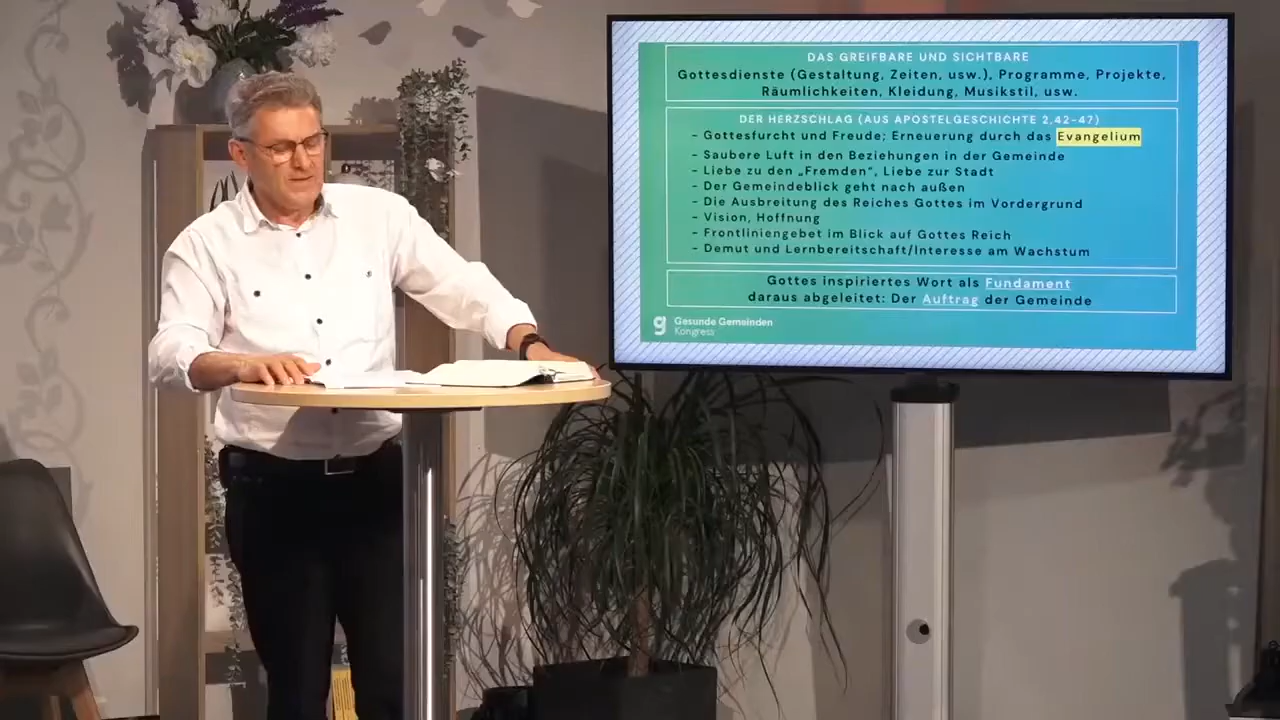 DAS GREIFBARE UND SICHTBARE
Gottesdienste (Gestaltung, Zeiten, usw.), Programme, Projekte,
Räumlichkeiten, Kleidung, Musikstil, usw.
DER HERZSCHLAG (AUS APOSTELGESCHICHTE 2,42-47)
- Gottesfurcht und Freude; Erneuerung durch das Evangelium
- Saubere Luft in den Beziehungen in der Gemeinde
- Liebe zu den „Fremden“, Liebe zur Stadt
- Der Gemeindeblick geht nach außen
- Die Ausbreitung des Reiches Gottes im Vordergrund
- Vision, Hoffnung
- Frontliniengebet im Blick auf Gottes Reich
- Demut und Lernbereitschaft/Interesse am Wachstum
Gottes inspiriertes Wort als Fundament
daraus abgeleitet: Der Auftrag der Gemeinde
g Gesunde Gemeinden
Kongress